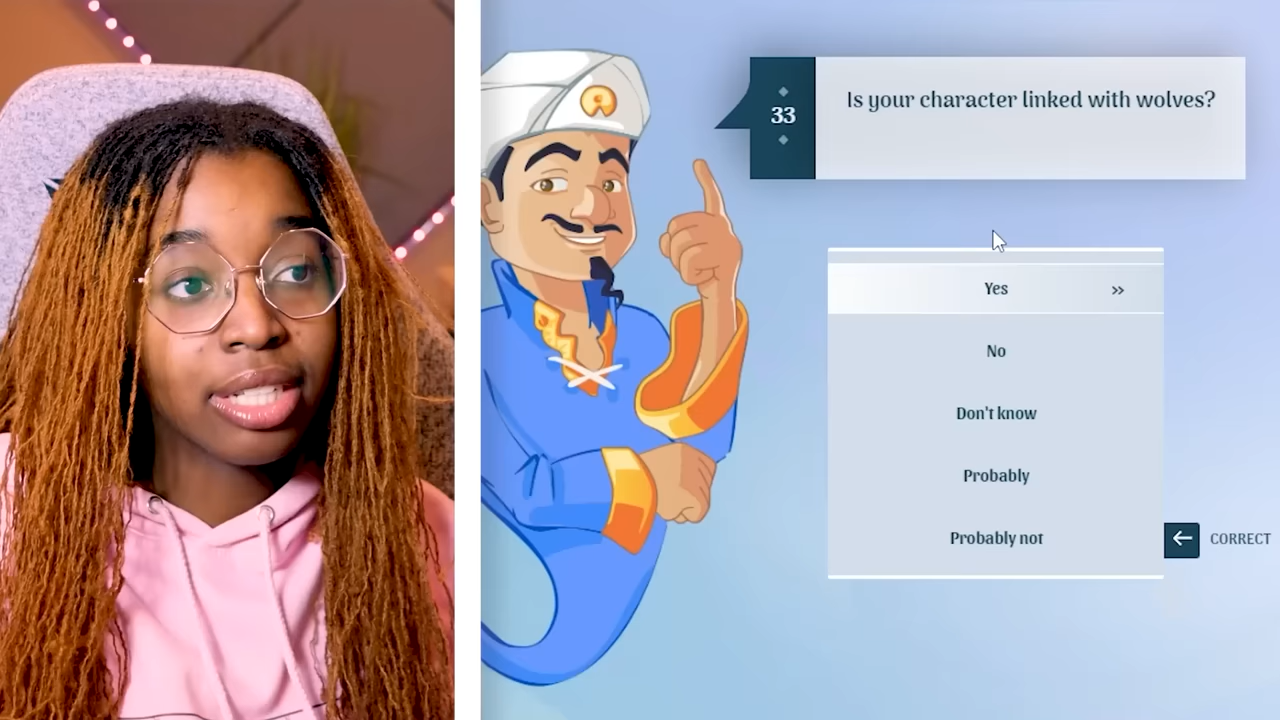 33
Is your character linked with wolves?
Yes
No
Don't know
Probably
Probably not
CORRECT